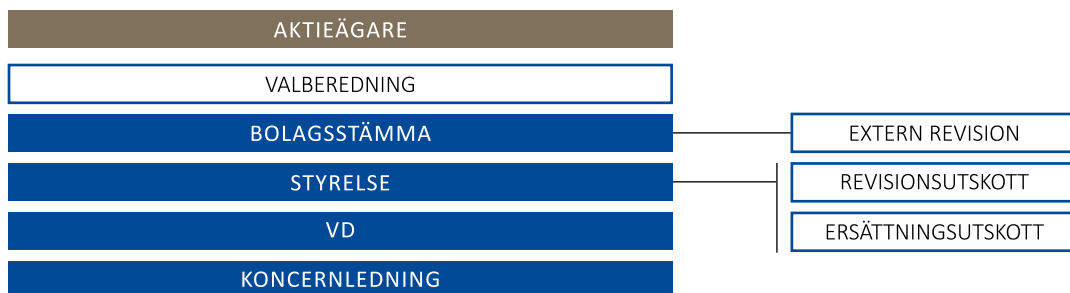 AKTIEÄGARE
VALBEREDNING
BOLAGSSTÄMMA
EXTERN REVISION
STYRELSE
REVISIONSUTSKOTT
VD
ERSÄTTNINGSUTSKOTT
KONCERNLEDNING